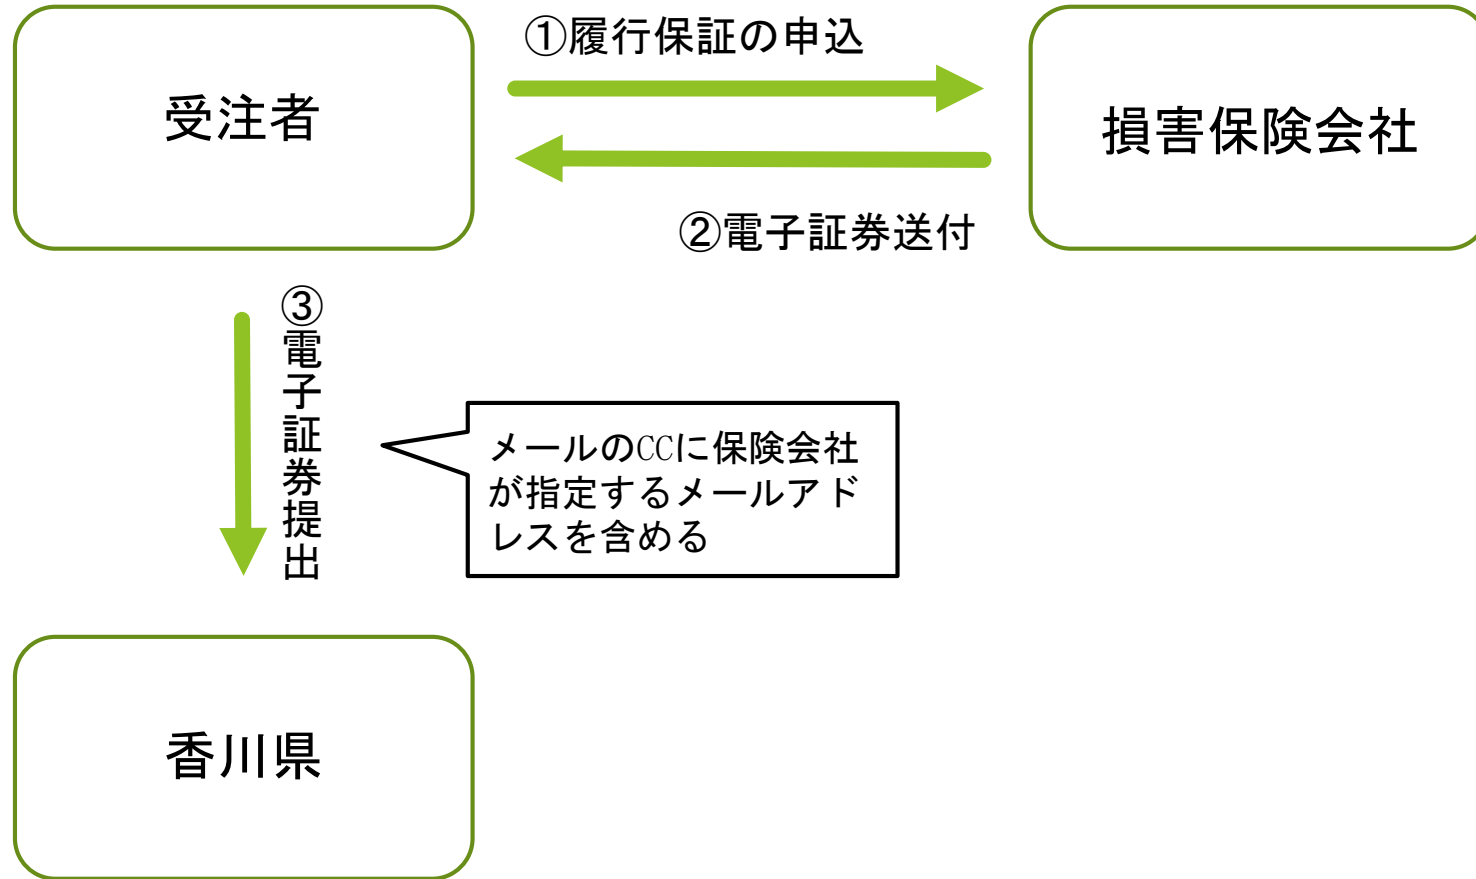 ①履行保証の申込
受注者
損害保険会社
②電子証券送付
③電子証券提出
メールのCCに保険会社
が指定するメールアド
レスを含める
香川県